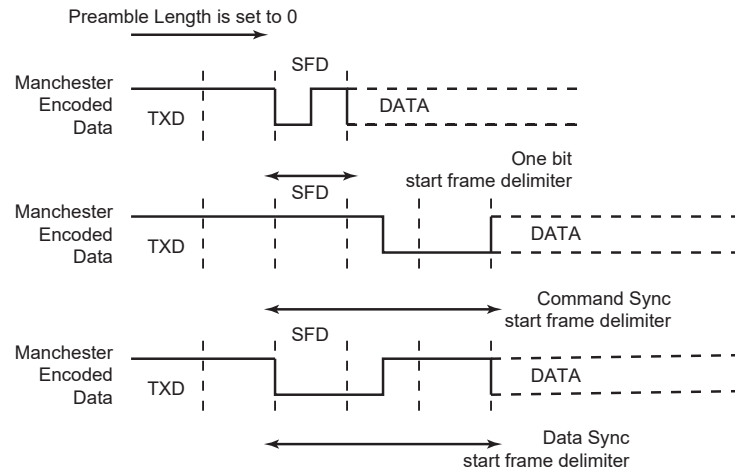 Preamble Length is set to 0
SFD
Manchester
Encoded
Data
TXD
DATA
One bit
start frame delimiter
SFD
Manchester
Encoded
Data
TXD
DATA
Command Sync
start frame delimiter
SFD
Manchester
Encoded
Data
TXD
DATA
Data Sync
start frame delimiter